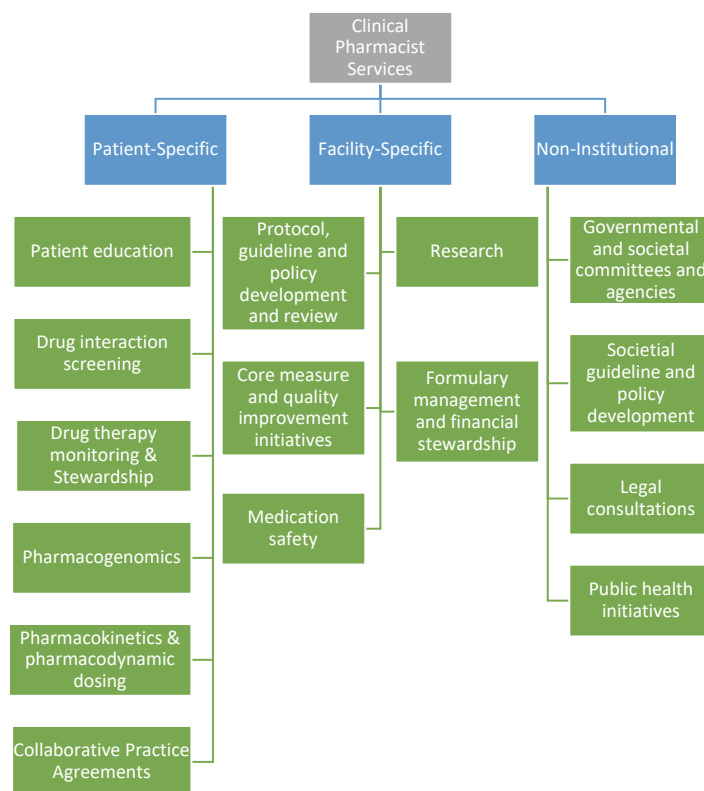 Clinical
Pharmacist
Services
Patient-Specific
Facility-Specific
Non-Institutional
Patient education
Drug interaction
screening
Drug therapy
monitoring &
Stewardship
Pharmacogenomics
Pharmacokinetics &
pharmacodynamic
dosing
Collaborative Practice
Agreements
Protocol,
guideline and
policy
development
and review
Core measure
and quality
improvement
initiatives
Medication
safety
Research
Formulary
management
and financial
stewardship
Governmental
and societal
committees and
agencies
Societial
guideline and
policy
development
Legal
consultations
Public health
initiatives